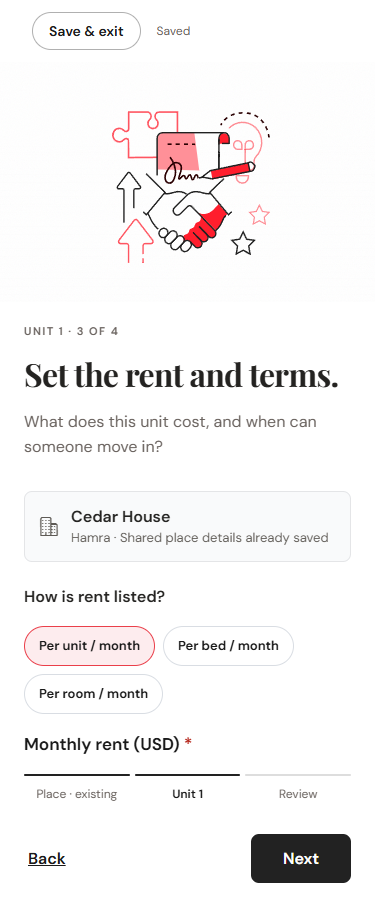 Save & exit
Saved
UNIT 1 · 3 OF 4
Set the rent and terms.
What does this unit cost, and when can
someone move in?
Cedar House
Hamra · Shared place details already saved
How is rent listed?
Per unit / month
Per bed / month
Per room / month
Monthly rent (USD) *
Place · existing
Unit 1
Review
Back
Next